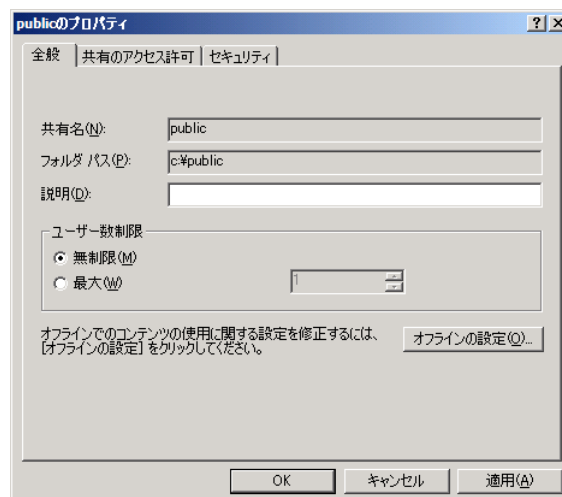 publicのプロパティ
全般 共有のアクセス許可 セキュリティ
共有名(N): public
フォルダ パス(P): c:¥public
説明(D):
ユーザー数制限
無制限(M)
最大(W) 1
オフラインでのコンテンツの使用に関する設定を修正するには、
[オフラインの設定] をクリックしてください。
オフラインの設定(O)...
OK キャンセル 適用(A)